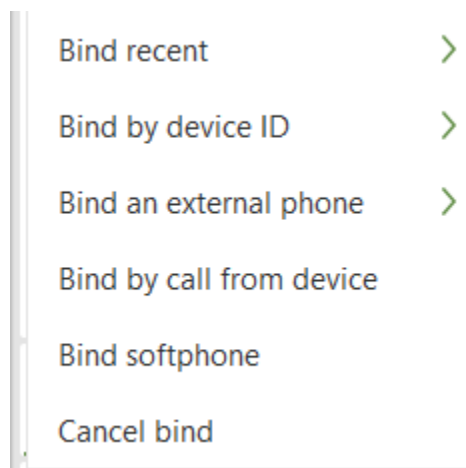 Bind recent
Bind by device ID
Bind an external phone
Bind by call from device
Bind softphone
Cancel bind